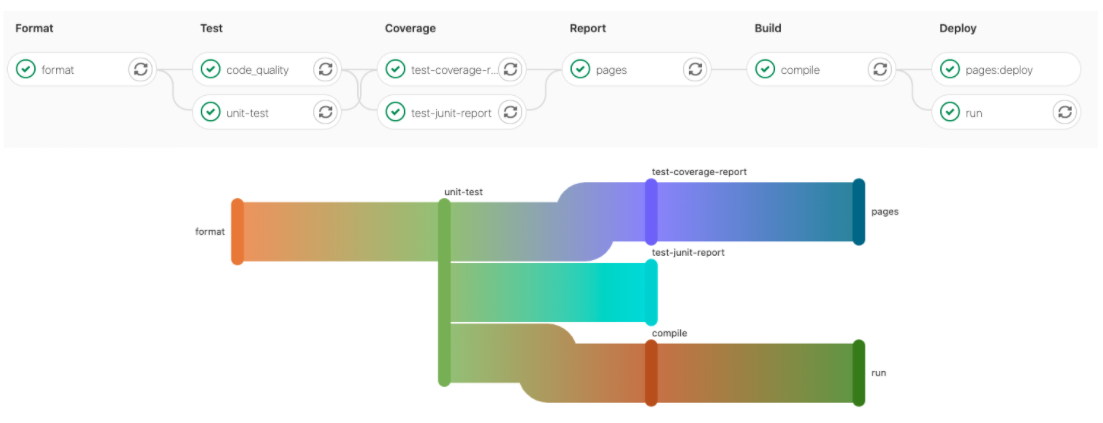 Format Test Coverage Report Build Deploy
format code_quality test-coverage-r... pages compile pages:deploy
unit-test test-junit-report run
test-coverage-report
unit-test
pages
format
test-junit-report
compile
run